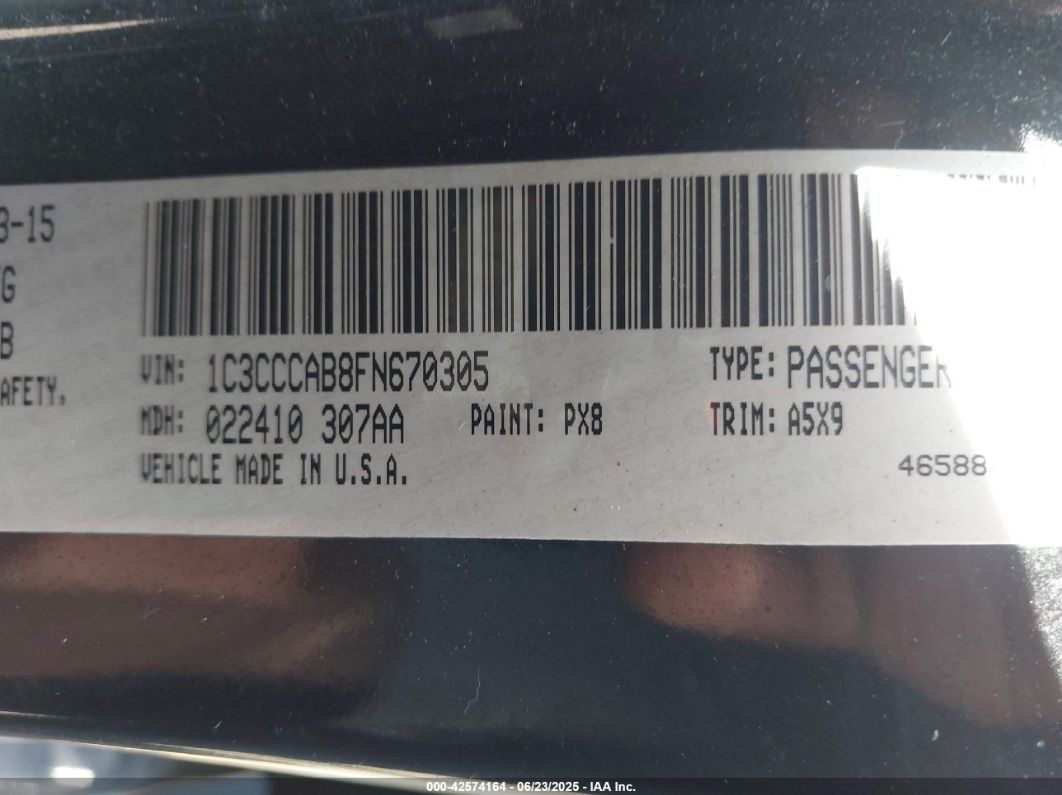 3-15
G
B
AFETY.
VIN: 1C3CCCAB8FN670305
TYPE: PASSENGER
MDH: 022410 307AA
PAINT: PX8
TRIM: A5X9
VEHICLE MADE IN U.S.A.
46588
000-42574164 - 06/23/2025 - IAA Inc.